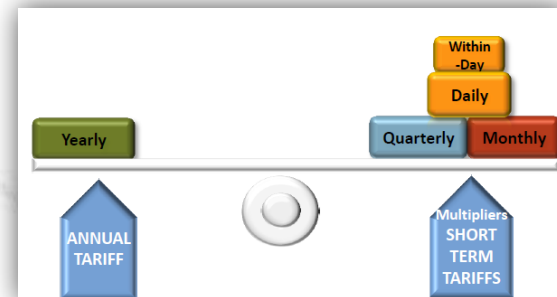 Within
-Day
Daily
Yearly
Quarterly
Monthly
ANNUAL
TARIFF
Multipliers
SHORT
TERM
TARIFFS